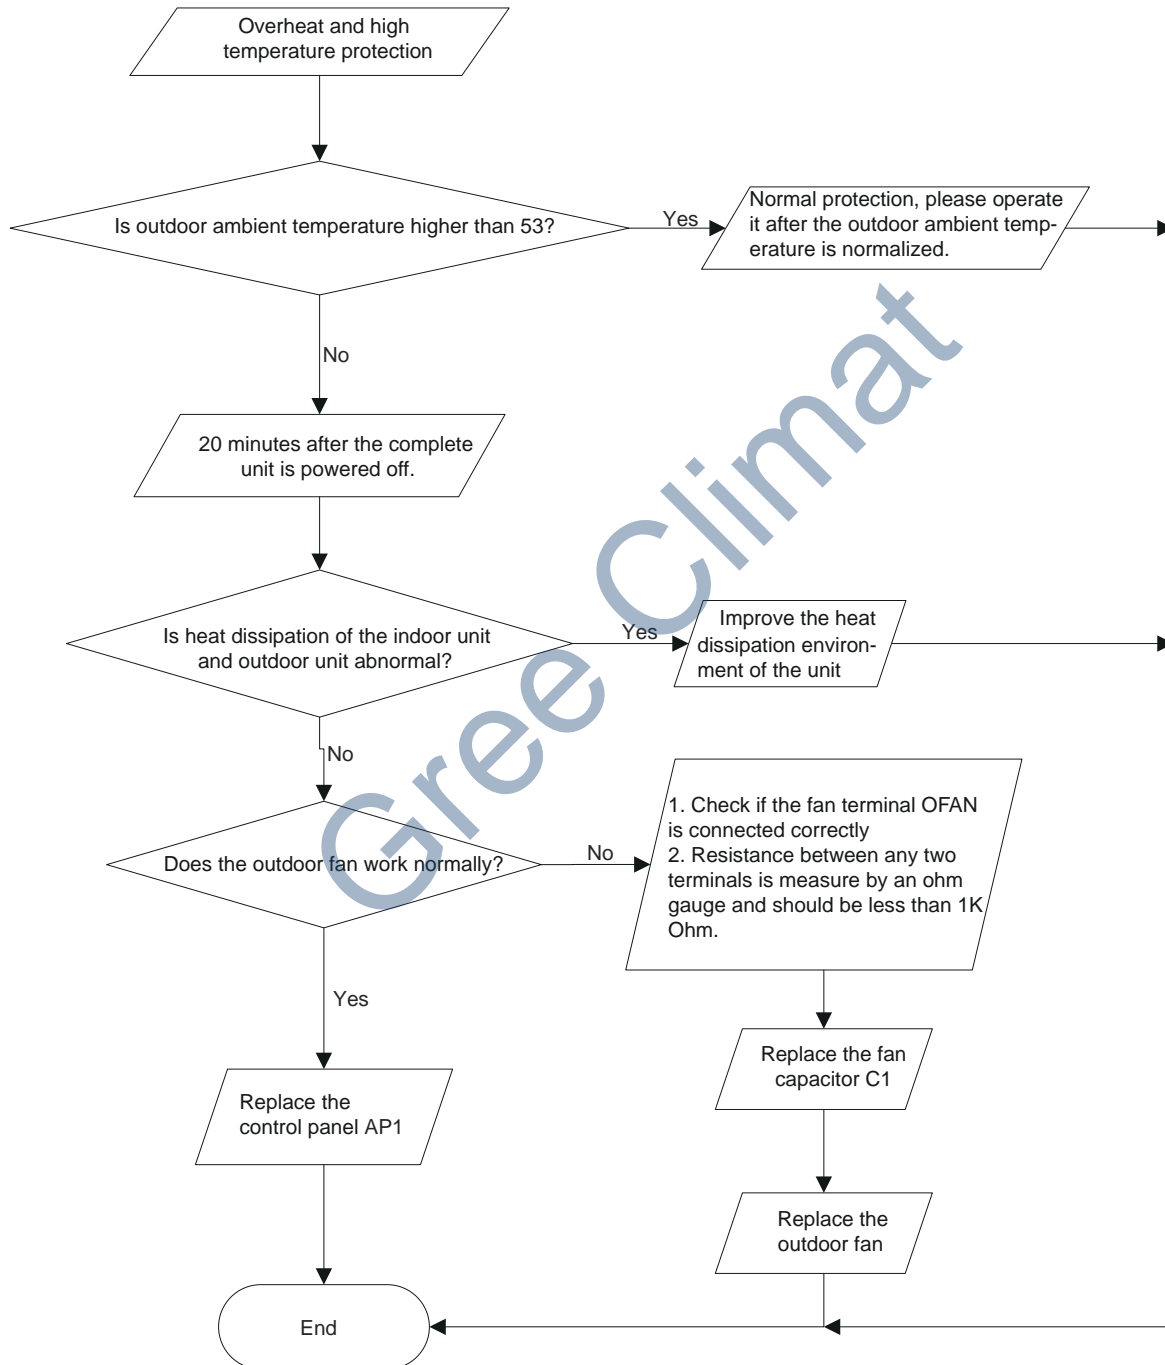 Overheat and high
temperature protection
Is outdoor ambient temperature higher than 53?
Yes
Normal protection, please operate
it after the outdoor ambient temp-
erature is normalized.
No
20 minutes after the complete
unit is powered off.
Is heat dissipation of the indoor unit
and outdoor unit abnormal?
Yes
Improve the heat
dissipation environ-
ment of the unit
No
Does the outdoor fan work normally?
No
1. Check if the fan terminal OFAN
is connected correctly
2. Resistance between any two
terminals is measure by an ohm
gauge and should be less than 1K
Ohm.
Yes
Replace the fan
capacitor C1
Replace the
control panel AP1
Replace the
outdoor fan
End
Gree Climat